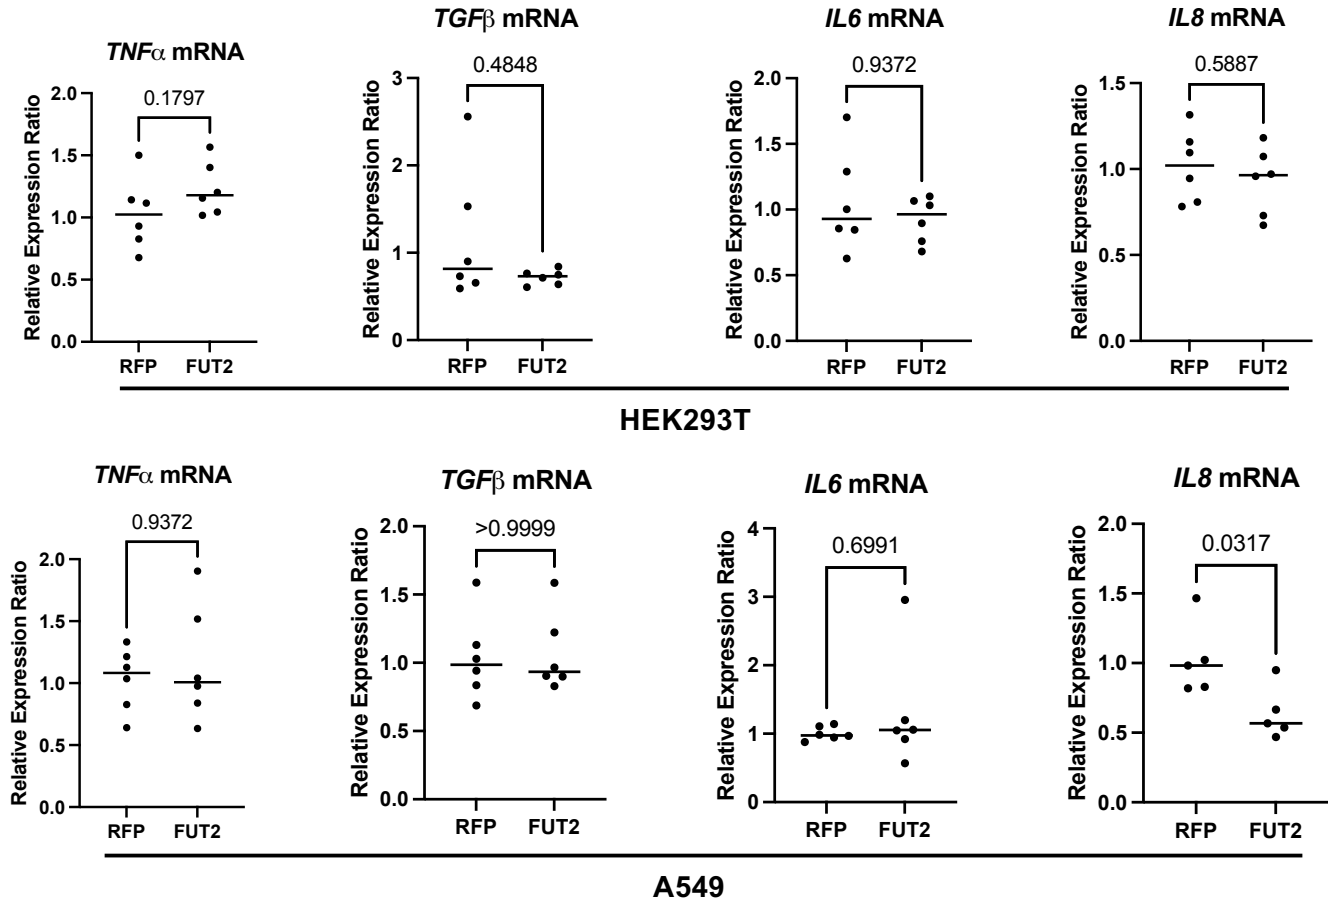 TNFα mRNA
0.1797
Relative Expression Ratio
2.0
1.5
1.0
0.5
0.0
RFP FUT2
TGFβ mRNA
0.4848
Relative Expression Ratio
3
2
1
0
RFP FUT2
IL6 mRNA
0.9372
Relative Expression Ratio
2.0
1.5
1.0
0.5
0.0
RFP FUT2
IL8 mRNA
0.5887
Relative Expression Ratio
1.5
1.0
0.5
0.0
RFP FUT2
HEK293T
TNFα mRNA
0.9372
Relative Expression Ratio
2.0
1.5
1.0
0.5
0.0
RFP FUT2
TGFβ mRNA
>0.9999
Relative Expression Ratio
2.0
1.5
1.0
0.5
0.0
RFP FUT2
IL6 mRNA
0.6991
Relative Expression Ratio
4
3
2
1
0
RFP FUT2
IL8 mRNA
0.0317
Relative Expression Ratio
2.0
1.5
1.0
0.5
0.0
RFP FUT2
A549